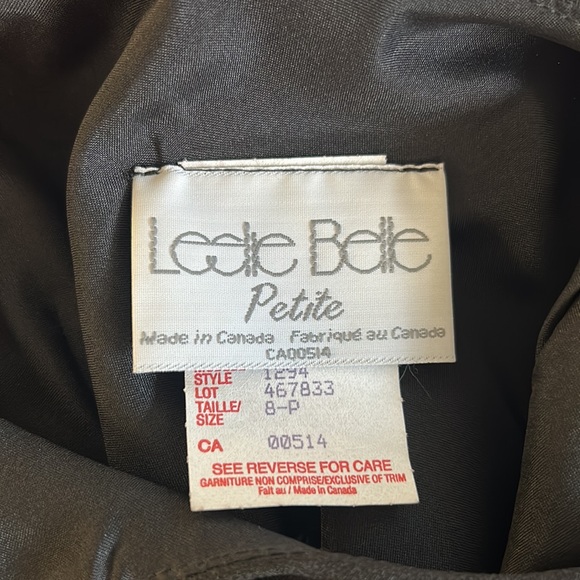 Leslie Belle
Petite
Made in Canada Fabriqué au Canada
CA00514
STYLE 1294
LOT 467833
TAILLE/ 8-P
SIZE
CA 00514
SEE REVERSE FOR CARE
GARNITURE NON COMPRISE/EXCLUSIVE OF TRIM
Fait au / Made in Canada